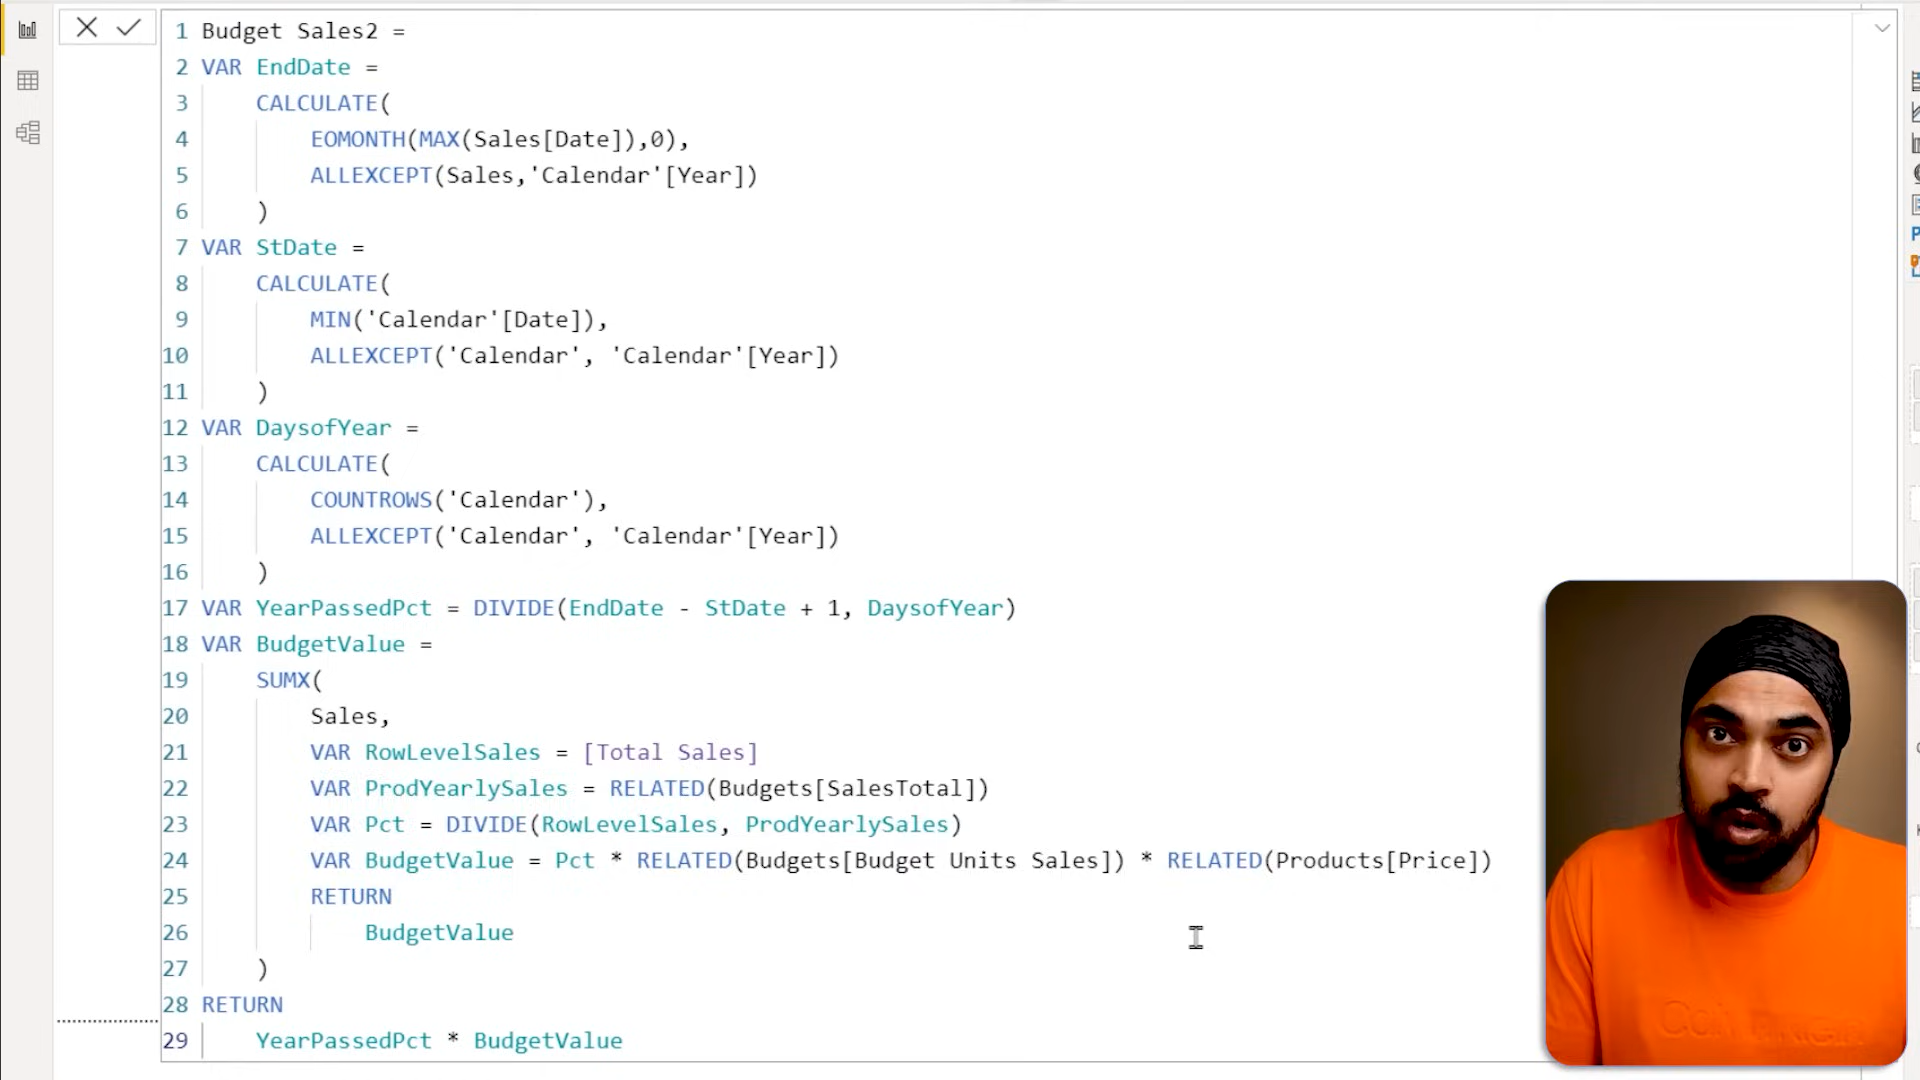 1 Budget Sales2 =
2 VAR EndDate =
3 CALCULATE(
4 EOMONTH(MAX(Sales[Date]),0),
5 ALLEXCEPT(Sales,'Calendar'[Year])
6 )
7 VAR StDate =
8 CALCULATE(
9 MIN('Calendar'[Date]),
10 ALLEXCEPT('Calendar', 'Calendar'[Year])
11 )
12 VAR DaysofYear =
13 CALCULATE(
14 COUNTROWS('Calendar'),
15 ALLEXCEPT('Calendar', 'Calendar'[Year])
16 )
17 VAR YearPassedPct = DIVIDE(EndDate - StDate + 1, DaysofYear)
18 VAR BudgetValue =
19 SUMX(
20 Sales,
21 VAR RowLevelSales = [Total Sales]
22 VAR ProdYearlySales = RELATED(Budgets[SalesTotal])
23 VAR Pct = DIVIDE(RowLevelSales, ProdYearlySales)
24 VAR BudgetValue = Pct * RELATED(Budgets[Budget Units Sales]) * RELATED(Products[Price])
25 RETURN
26 BudgetValue
27 )
28 RETURN
29 YearPassedPct * BudgetValue